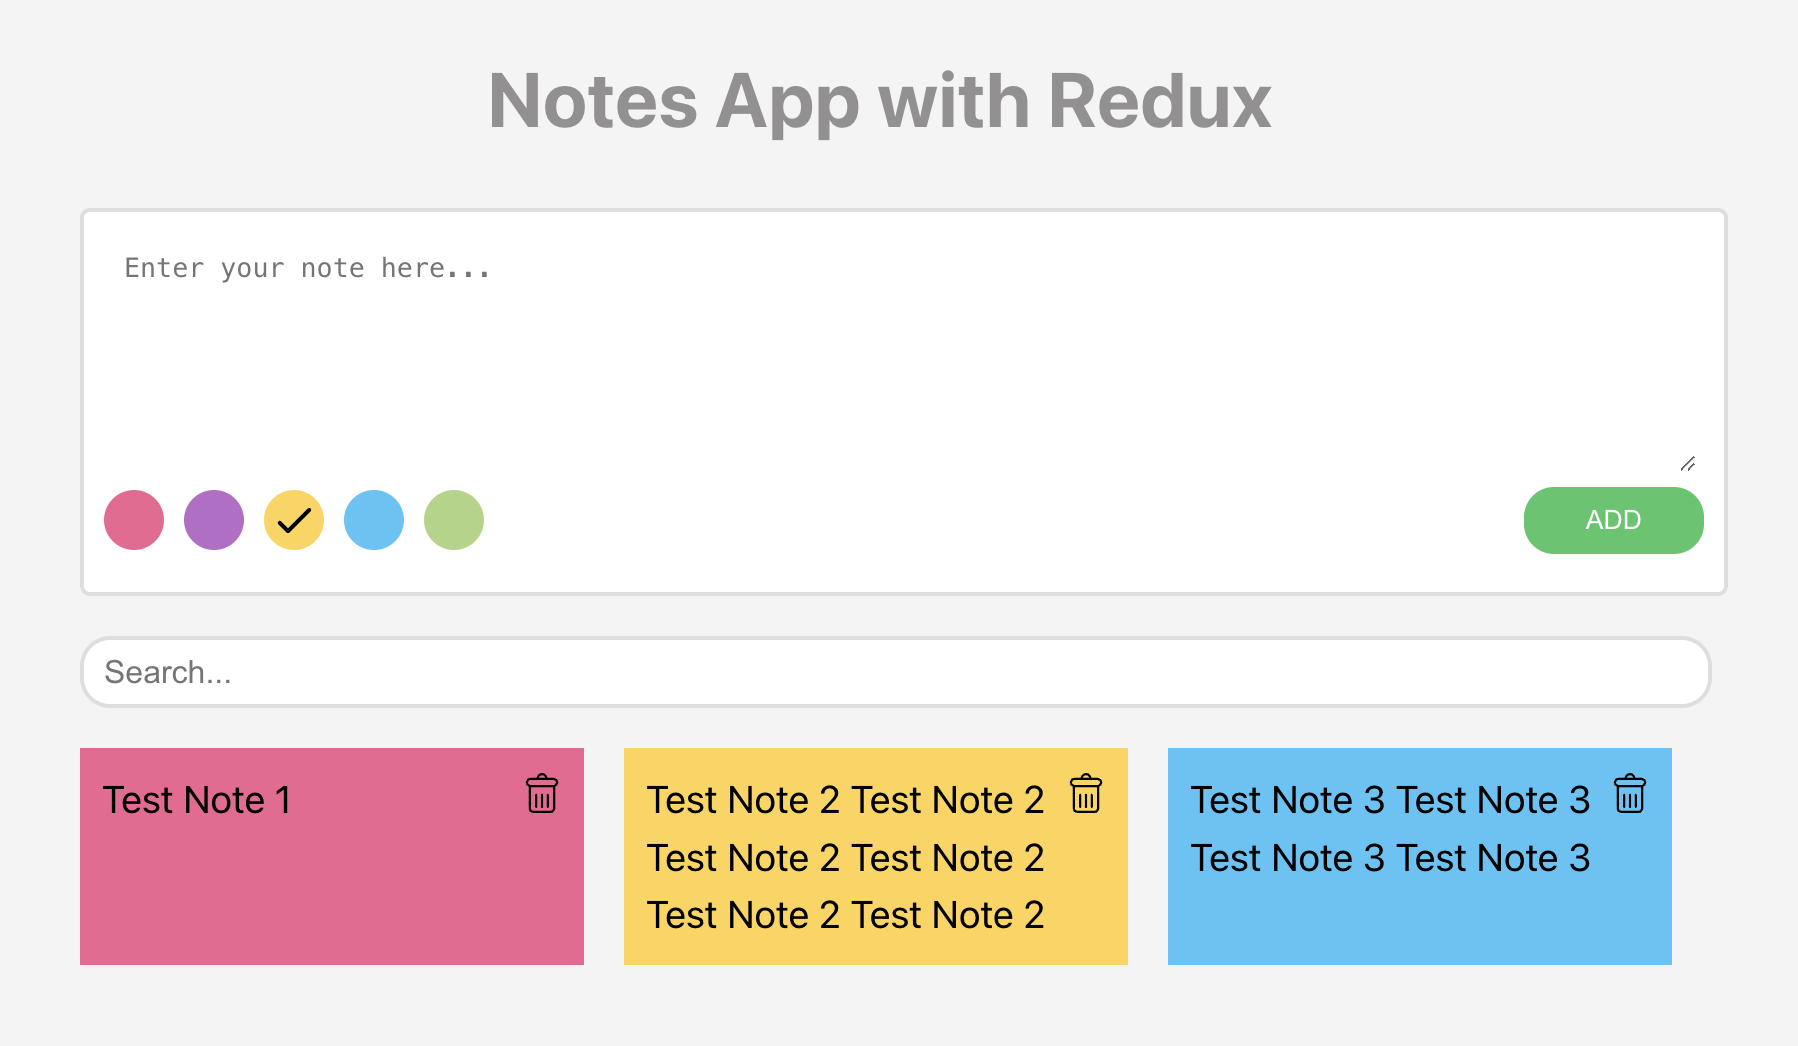 Notes App with Redux
Enter your note here...
ADD
Search...
Test Note 1
Test Note 2 Test Note 2
Test Note 2 Test Note 2
Test Note 2 Test Note 2
Test Note 3 Test Note 3
Test Note 3 Test Note 3